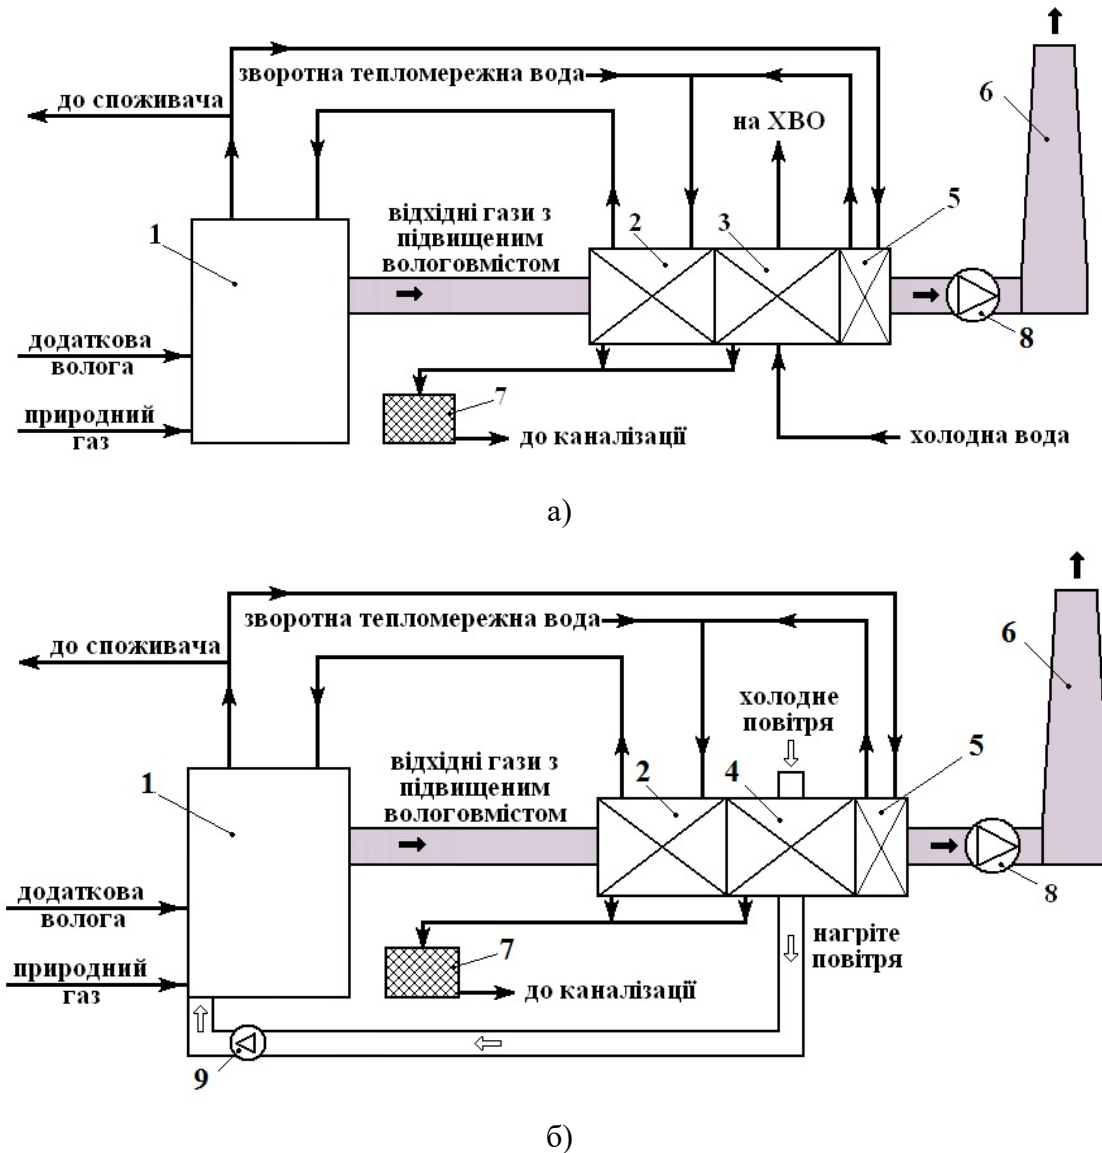 зворотна тепломережна вода
6
до споживача
на ХВО
відхідні гази з
підвищеним
вологовмістом
1
2
3
5
додаткова
волога
8
природний
газ
7
до каналізації
холодна вода
а)
зворотна тепломережна вода
6
до споживача
холодне
повітря
відхідні гази з
підвищеним
вологовмістом
1
2
4
5
додаткова
волога
8
нагріте
повітря
природний
газ
7
до каналізації
9
б)